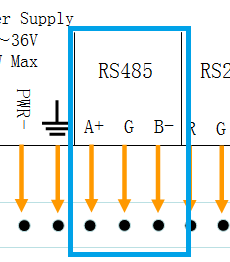 er Supply
~36V
Max
PWR-
RS485
A+ G B-
RS2
R G